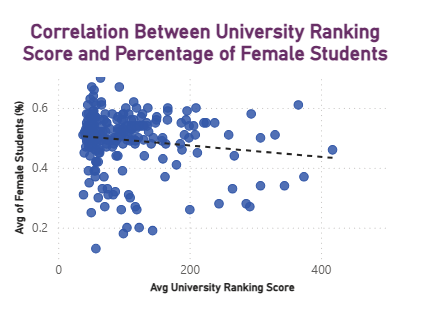 Correlation Between University Ranking
Score and Percentage of Female Students
Avg of Female Students (%)
0.6
0.4
0.2
0
200
400
Avg University Ranking Score